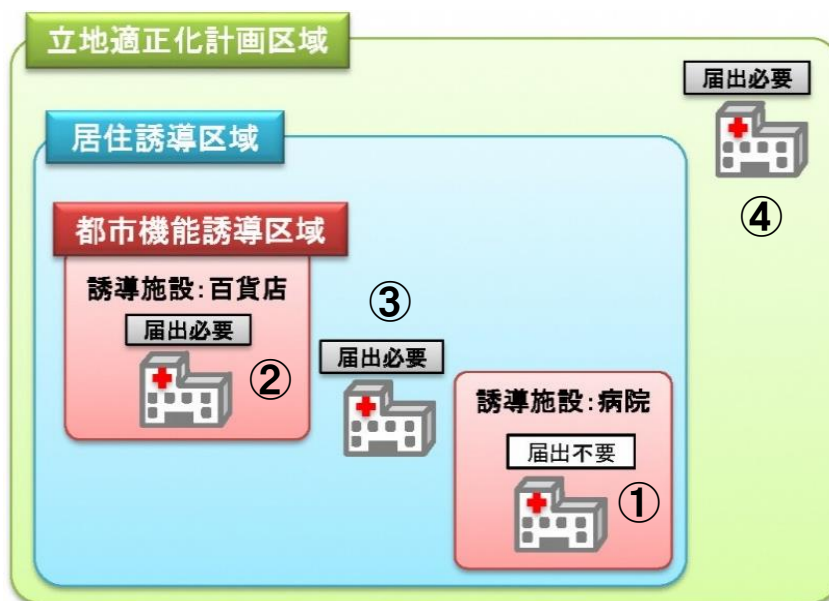 立地適正化計画区域
届出必要
④
居住誘導区域
都市機能誘導区域
誘導施設:百貨店
届出必要
②
③
届出必要
誘導施設:病院
届出不要
①